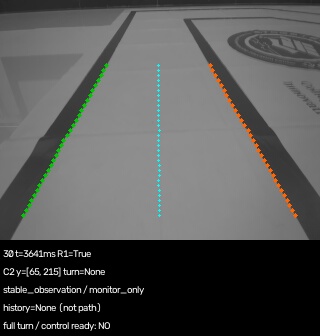 30 t=3641ms R1=True
C2 y=[65, 215] turn=None
stable_observation / monitor_only
history=None (not path)
full turn / control ready: NO